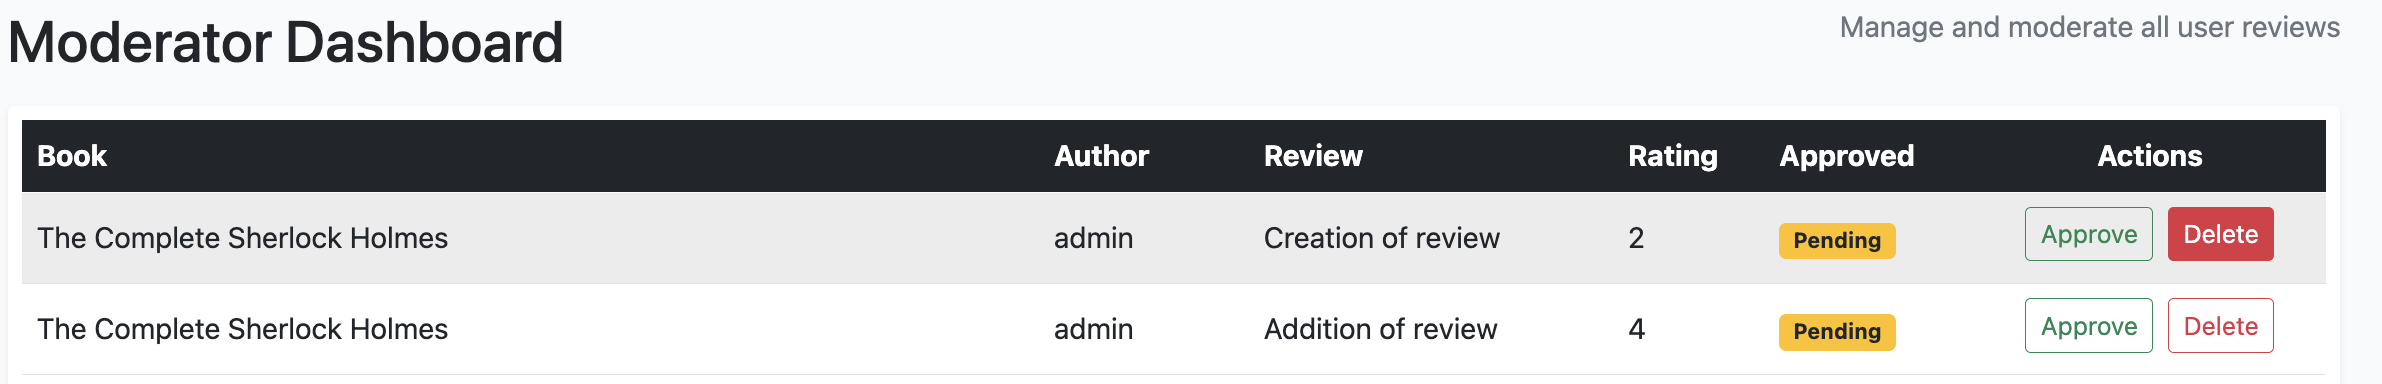 Moderator Dashboard
Manage and moderate all user reviews
Book Author Review Rating Approved Actions
The Complete Sherlock Holmes admin Creation of review 2 Pending Approve Delete
The Complete Sherlock Holmes admin Addition of review 4 Pending Approve Delete